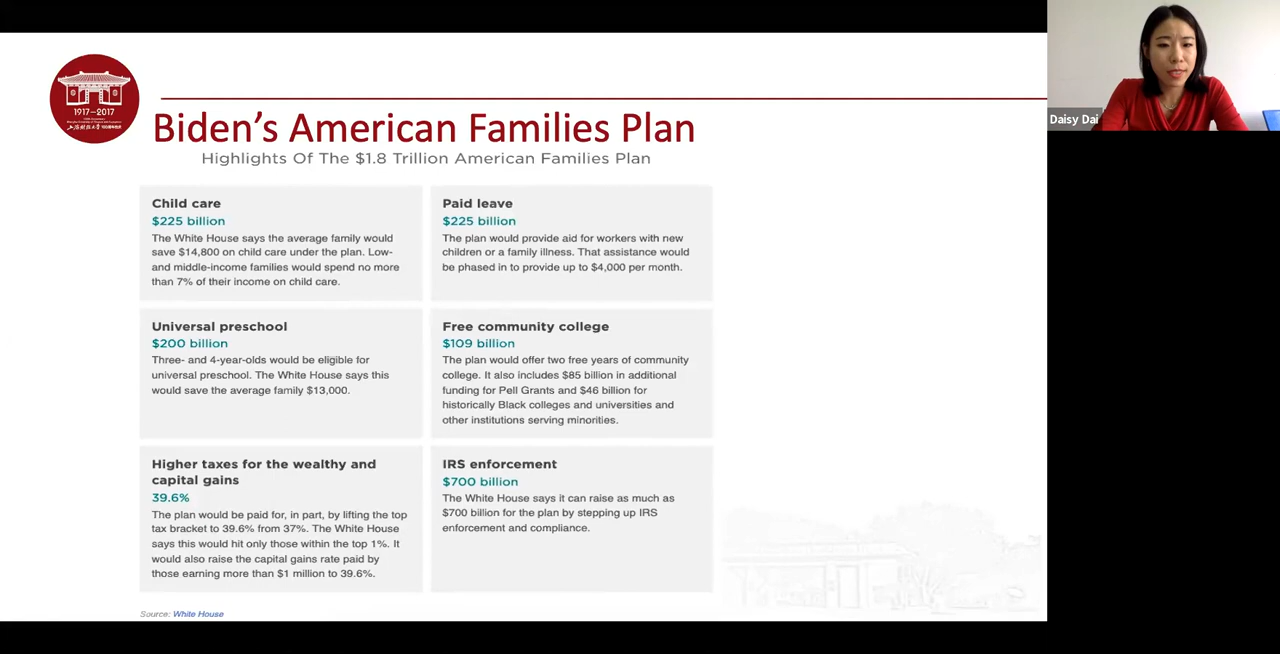 1917-2017
Biden's American Families Plan
Highlights Of The $1.8 Trillion American Families Plan
Child care
$225 billion
The White House says the average family would
save $14,800 on child care under the plan. Low-
and middle-income families would spend no more
than 7% of their income on child care.
Paid leave
$225 billion
The plan would provide aid for workers with new
children or a family illness. That assistance would
be phased in to provide up to $4,000 per month.
Universal preschool
$200 billion
Three- and 4-year-olds would be eligible for
universal preschool. The White House says this
would save the average family $13,000.
Free community college
$109 billion
The plan would offer two free years of community
college. It also includes $85 billion in additional
funding for Pell Grants and $46 billion for
historically Black colleges and universities and
other institutions serving minorities.
Higher taxes for the wealthy and
capital gains
39.6%
The plan would be paid for, in part, by lifting the top
tax bracket to 39.6% from 37%. The White House
says this would hit only those within the top 1%. It
would also raise the capital gains rate paid by
those earning more than $1 million to 39.6%.
IRS enforcement
$700 billion
The White House says it can raise as much as
$700 billion for the plan by stepping up IRS
enforcement and compliance.
Source: White House
Daisy Dai